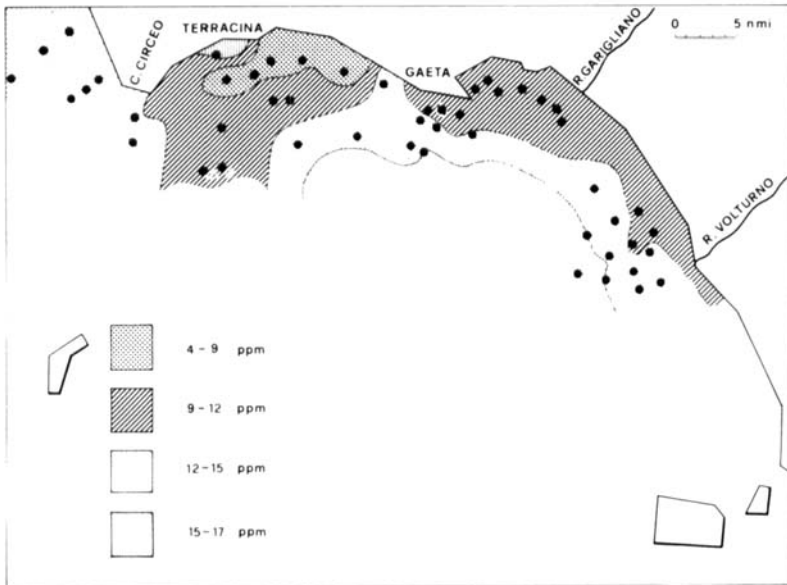 TERRACINA
C. CIRCEO
GAETA
R. GARIGLIANO
0 5 nmi
R. VOLTURNO
4 – 9 ppm
9 – 12 ppm
12 – 15 ppm
15 – 17 ppm